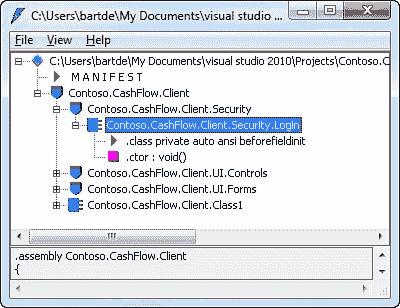 C:\Users\bartde\My Documents\visual studio ...
File View Help
C:\Users\bartde\My Documents\visual studio 2010\Projects\Contoso.C
MANIFEST
Contoso.CashFlow.Client
Contoso.CashFlow.Client.Security
Contoso.CashFlow.Client.Security.LogIn
.class private auto ansi beforefieldinit
.ctor : void()
Contoso.CashFlow.Client.UI.Controls
Contoso.CashFlow.Client.UI.Forms
Contoso.CashFlow.Client.Class1
.assembly Contoso.CashFlow.Client
{